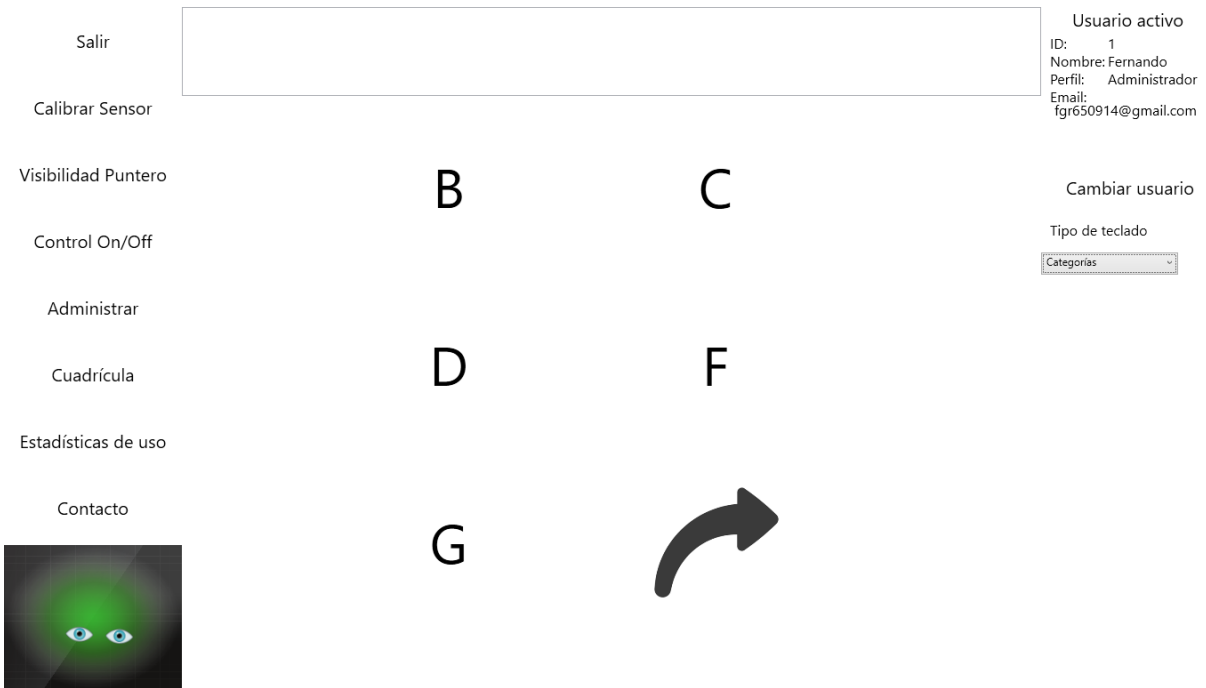 Salir
Calibrar Sensor
Visibilidad Puntero
Control On/Off
Administrar
Cuadrícula
Estadísticas de uso
Contacto
B C
D F
G
Usuario activo
ID: 1
Nombre: Fernando
Perfil: Administrador
Email:
fgr650914@gmail.com
Cambiar usuario
Tipo de teclado
Categorías